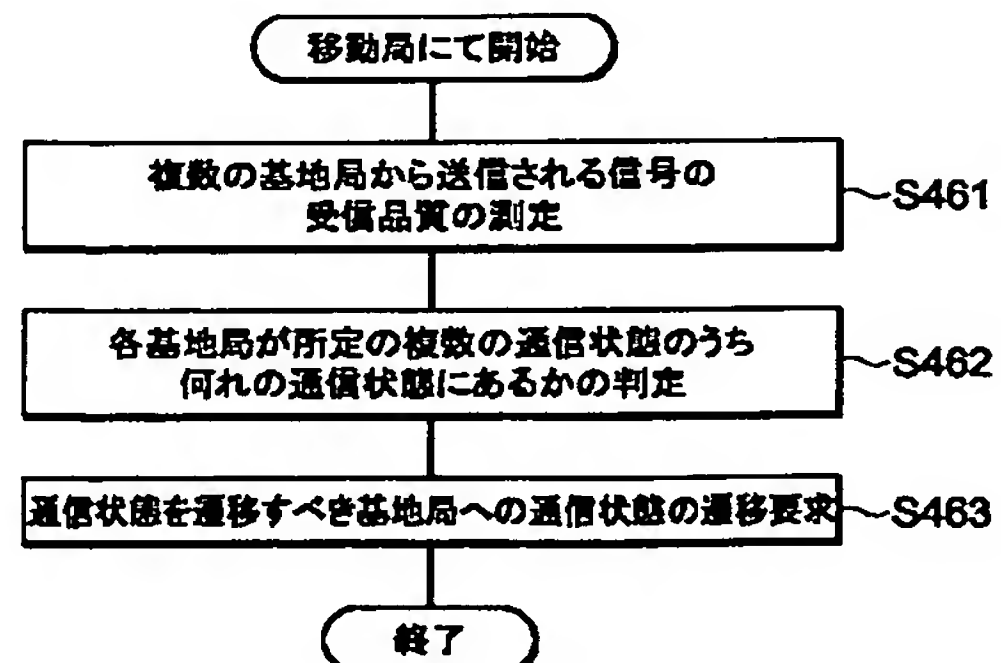 移動局にて開始
複数の基地局から送信される信号の
受信品質の測定
S461
各基地局が所定の複数の通信状態のうち
何れの通信状態にあるかの判定
S462
通信状態を遷移すべき基地局への通信状態の遷移要求
S463
終了